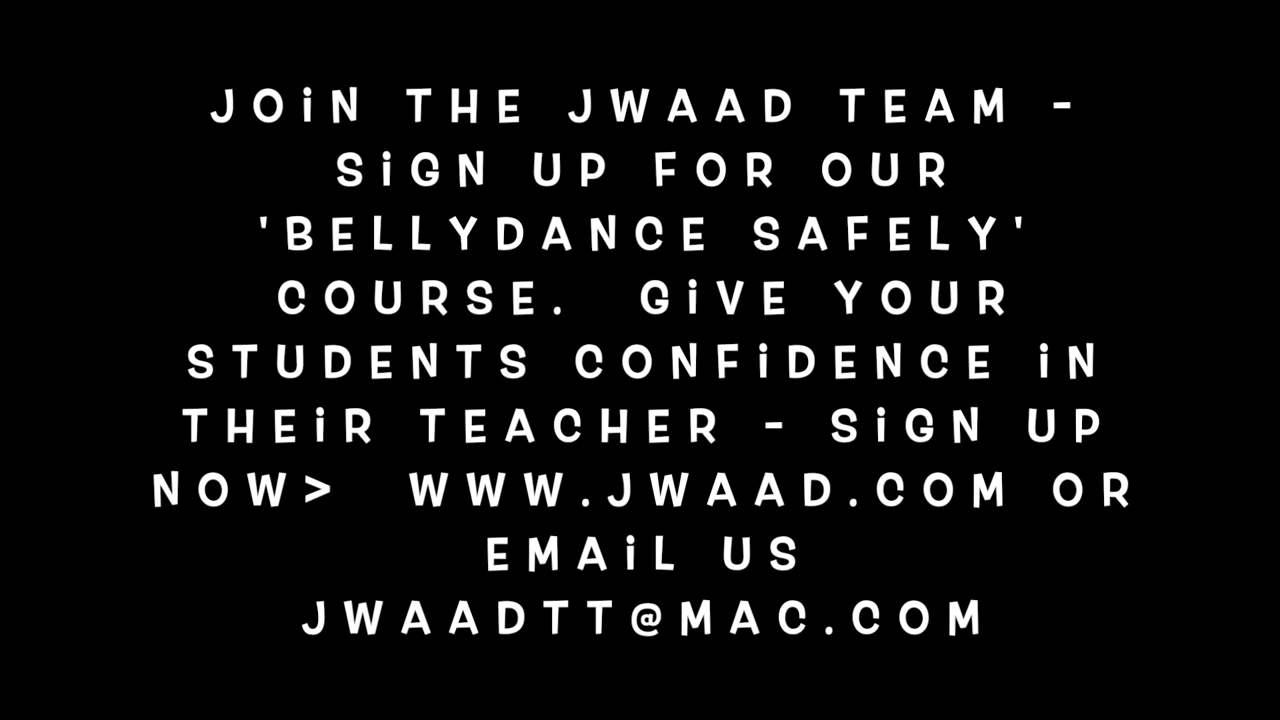 JOiN THE JWAAD TEAM -
SiGN UP FOR OUR
'BELLYDANCE SAFELY'
COURSE.  GiVE YOUR
STUDENTS CONFiDENCE iN
THEiR TEACHER - SiGN UP
NOW>  WWW.JWAAD.COM OR
EMAiL US
JWAADTT@MAC.COM